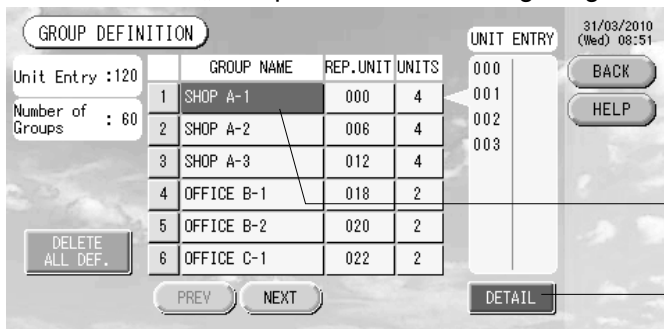 GROUP DEFINITION
UNIT ENTRY
31/03/2010
(Wed) 08:51
Unit Entry :120
Number of Groups : 60
GROUP NAME REP.UNIT UNITS
1 SHOP A-1 000 4
2 SHOP A-2 006 4
3 SHOP A-3 012 4
4 OFFICE B-1 018 2
5 OFFICE B-2 020 2
6 OFFICE C-1 022 2
000
001
002
003
BACK
HELP
DELETE
ALL DEF.
PREV NEXT
DETAIL